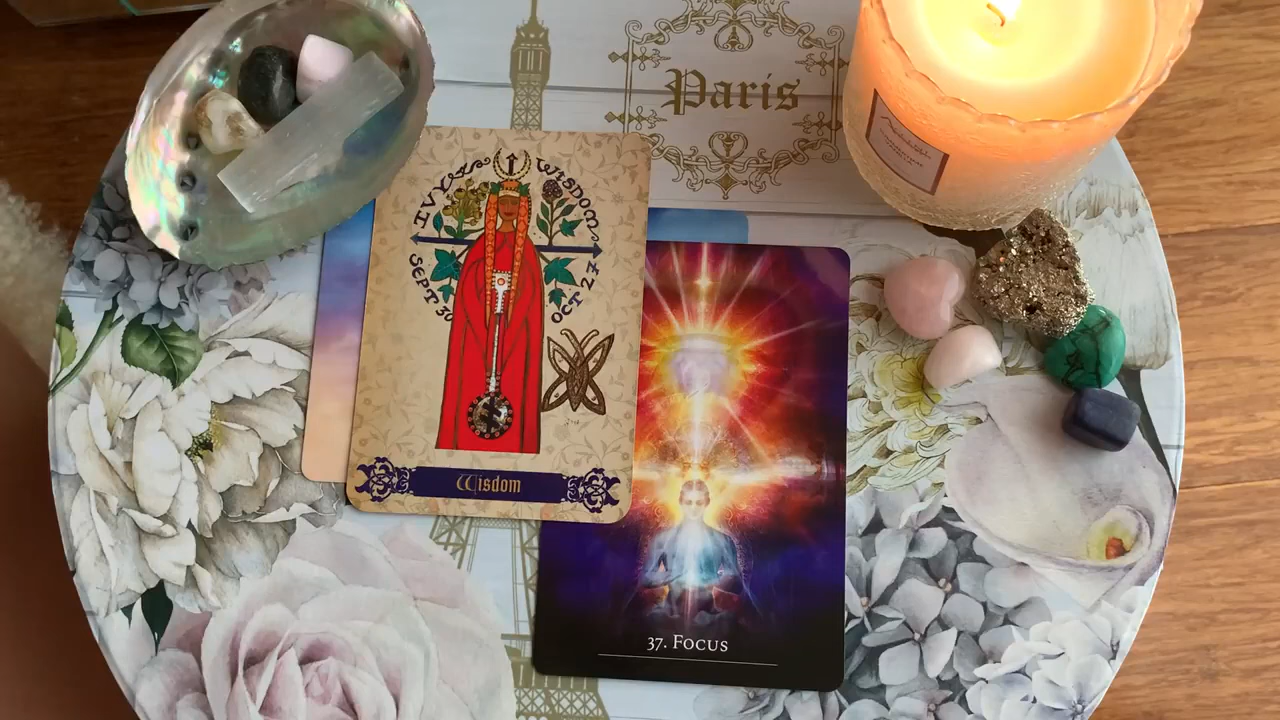 Paris
IVY
WISDOM
SEPT. 30
OCT 27
Wisdom
37. Focus